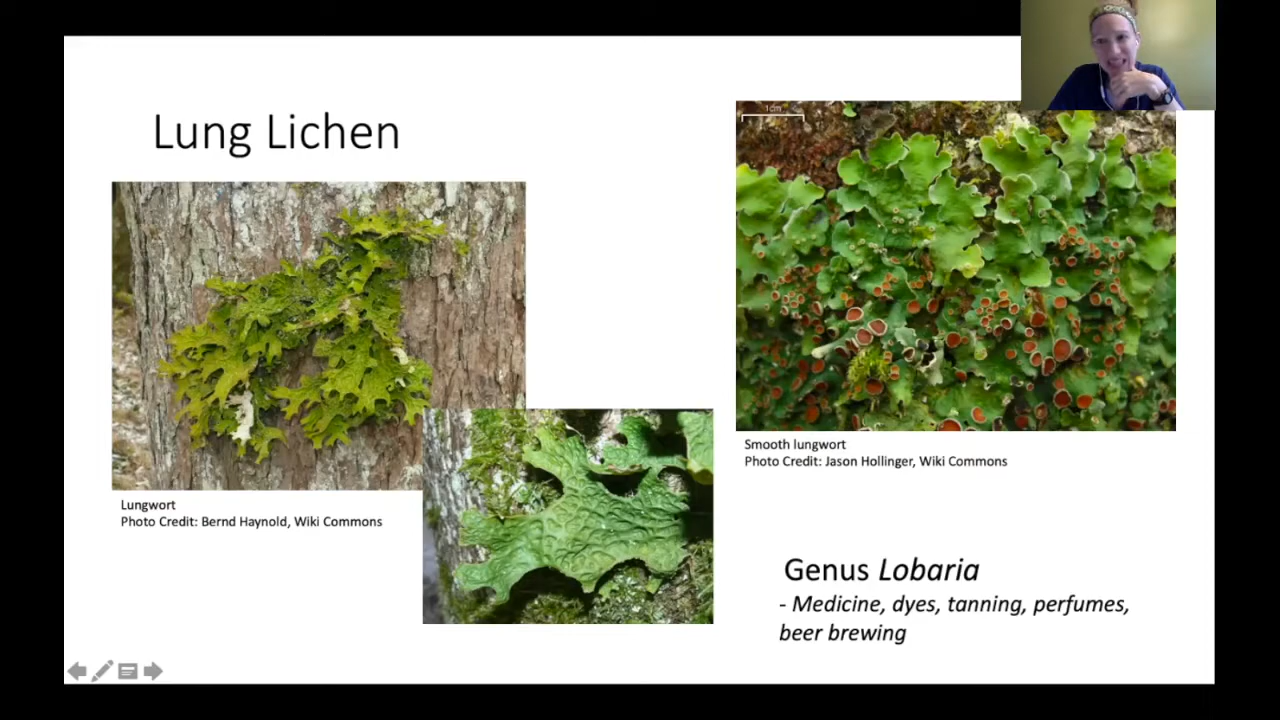 Lung Lichen
1cm
Lungwort
Photo Credit: Bernd Haynold, Wiki Commons
Smooth lungwort
Photo Credit: Jason Hollinger, Wiki Commons
Genus Lobaria
- Medicine, dyes, tanning, perfumes,
beer brewing